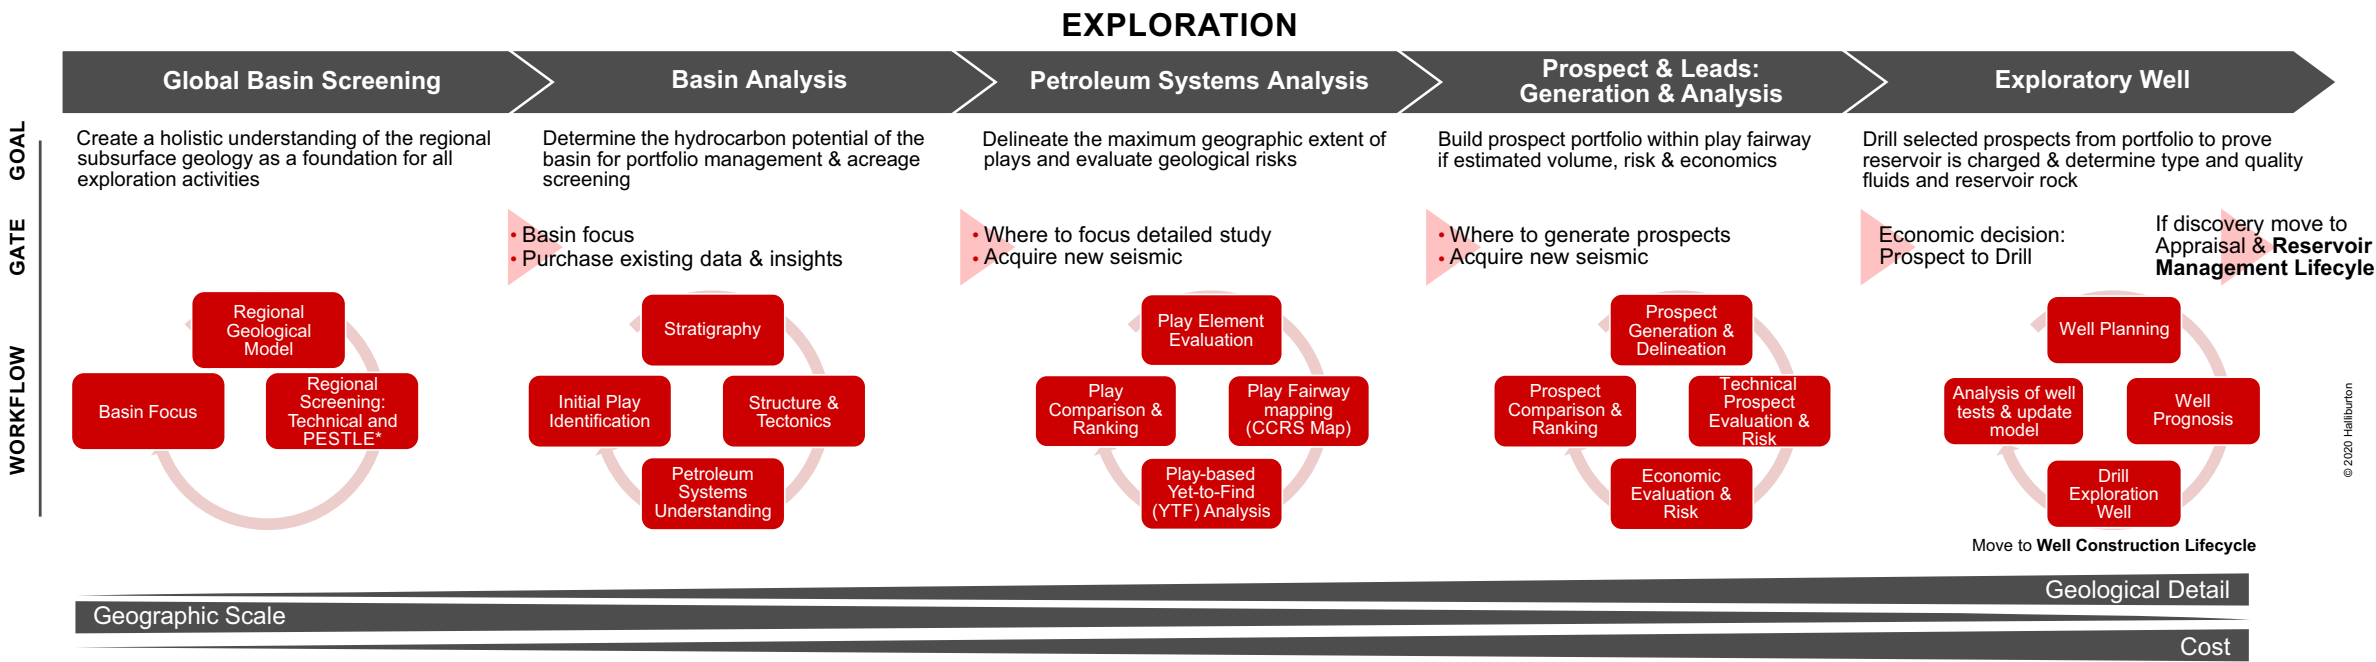 EXPLORATION
Global Basin Screening
Basin Analysis
Petroleum Systems Analysis
Prospect & Leads:
Generation & Analysis
Exploratory Well
GOAL
Create a holistic understanding of the regional
subsurface geology as a foundation for all
exploration activities
Determine the hydrocarbon potential of the
basin for portfolio management & acreage
screening
Delineate the maximum geographic extent of
plays and evaluate geological risks
Build prospect portfolio within play fairway
if estimated volume, risk & economics
Drill selected prospects from portfolio to prove
reservoir is charged & determine type and quality
fluids and reservoir rock
GATE
• Basin focus
• Purchase existing data & insights
• Where to focus detailed study
• Acquire new seismic
• Where to generate prospects
• Acquire new seismic
Economic decision:
Prospect to Drill
If discovery move to
Appraisal & Reservoir
Management Lifecyle
WORKFLOW
Regional
Geological
Model
Regional
Screening:
Technical and
PESTLE*
Basin Focus
Stratigraphy
Structure &
Tectonics
Petroleum
Systems
Understanding
Initial Play
Identification
Play Element
Evaluation
Play Fairway
mapping
(CCRS Map)
Play-based
Yet-to-Find
(YTF) Analysis
Play
Comparison &
Ranking
Prospect
Generation &
Delineation
Technical
Prospect
Evaluation &
Risk
Economic
Evaluation &
Risk
Prospect
Comparison &
Ranking
Well Planning
Well
Prognosis
Drill
Exploration
Well
Analysis of well
tests & update
model
Move to Well Construction Lifecycle
© 2020 Halliburton
Geological Detail
Geographic Scale
Cost